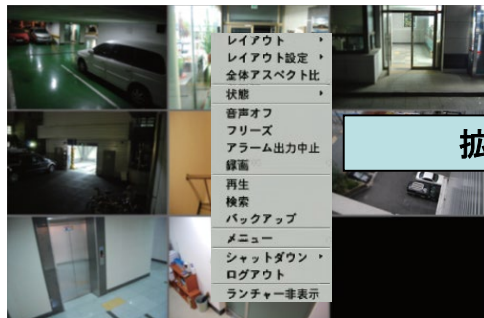 レイアウト
レイアウト設定
全体アスペクト比
状態
音声オフ
フリーズ
アラーム出力中止
録画
再生
検索
バックアップ
メニュー
シャットダウン
ログアウト
ランチャー非表示
拡